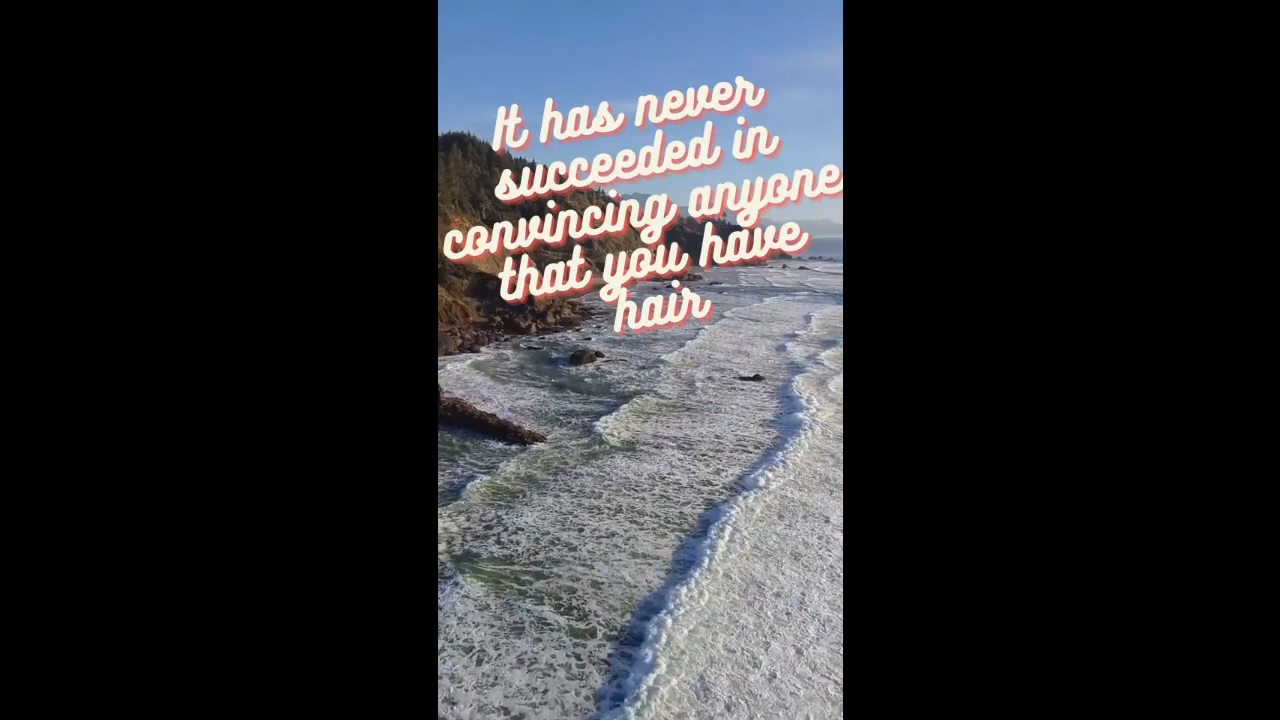 It has never
succeeded in
convincing anyone
that you have
hair